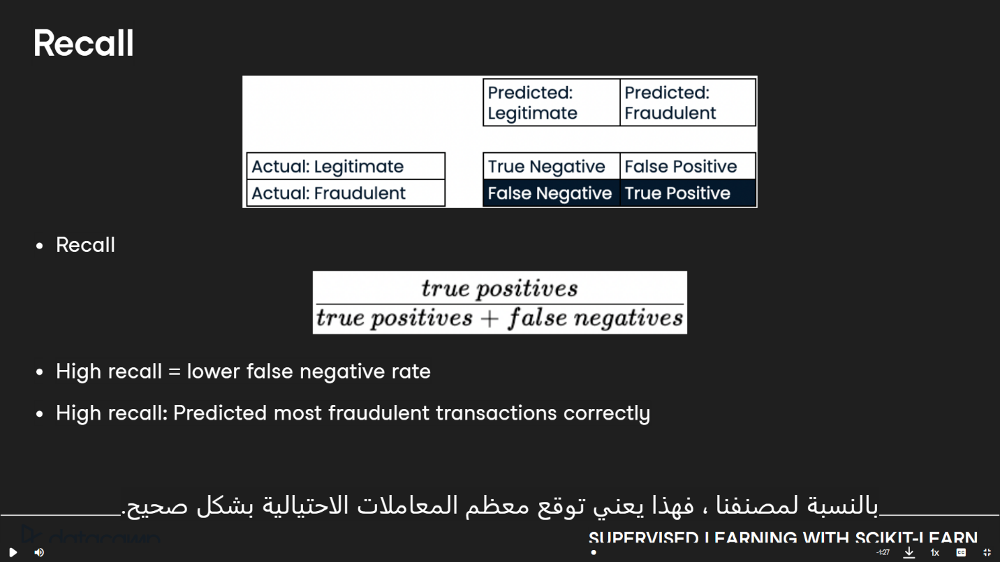 Recall
Predicted: Legitimate
Predicted: Fraudulent
Actual: Legitimate
True Negative
False Positive
Actual: Fraudulent
False Negative
True Positive
• Recall
true positives
true positives + false negatives
• High recall = lower false negative rate
• High recall: Predicted most fraudulent transactions correctly
بالنسبة لمصنفنا ، فهذا يعني توقع معظم المعاملات الاحتيالية بشكل صحيح.
datacamp
SUPERVISED LEARNING WITH SCIKIT-LEARN
-1:27
1x
CC